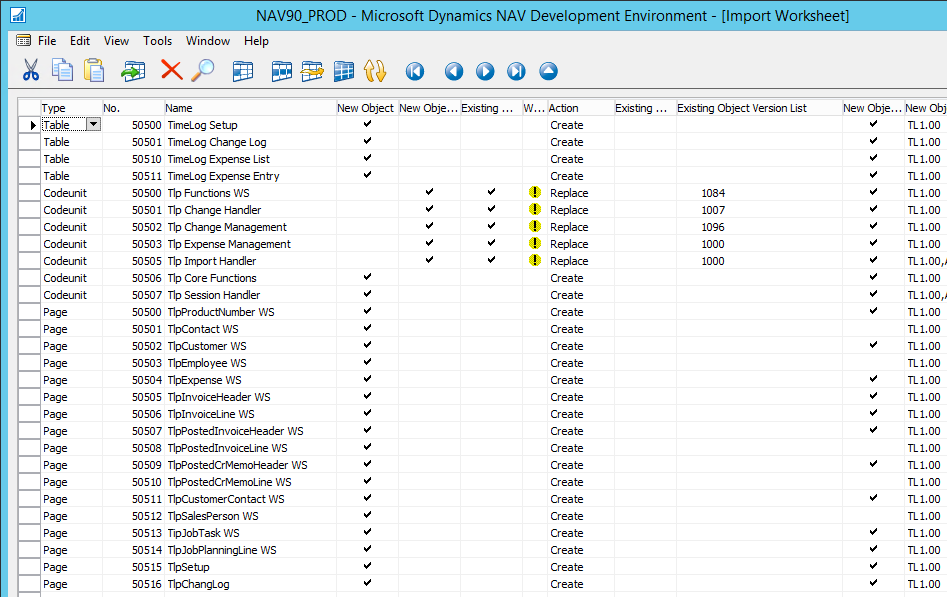 NAV90_PROD - Microsoft Dynamics NAV Development Environment - [Import Worksheet]
File Edit View Tools Window Help
Type No. Name New Object New Obje... Existing ... W... Action Existing ... Existing Object Version List New Obje... New Obj
Table 50500 TimeLog Setup Create TL1.00
Table 50501 TimeLog Change Log Create TL1.00
Table 50510 TimeLog Expense List Create TL1.00
Table 50511 TimeLog Expense Entry Create TL1.00
Codeunit 50500 Tlp Functions WS Replace 1084 TL1.00
Codeunit 50501 Tlp Change Handler Replace 1007 TL1.00
Codeunit 50502 Tlp Change Management Replace 1096 TL1.00
Codeunit 50503 Tlp Expense Management Replace 1000 TL1.00
Codeunit 50505 Tlp Import Handler Replace 1000 TL1.00,
Codeunit 50506 Tlp Core Functions Create TL1.00
Codeunit 50507 Tlp Session Handler Create TL1.00,
Page 50500 TlpProductNumber WS Create TL1.00
Page 50501 TlpContact WS Create TL1.00
Page 50502 TlpCustomer WS Create TL1.00
Page 50503 TlpEmployee WS Create TL1.00
Page 50504 TlpExpense WS Create TL1.00
Page 50505 TlpInvoiceHeader WS Create TL1.00
Page 50506 TlpInvoiceLine WS Create TL1.00
Page 50507 TlpPostedInvoiceHeader WS Create TL1.00
Page 50508 TlpPostedInvoiceLine WS Create TL1.00
Page 50509 TlpPostedCrMemoHeader WS Create TL1.00
Page 50510 TlpPostedCrMemoLine WS Create TL1.00
Page 50511 TlpCustomerContact WS Create TL1.00
Page 50512 TlpSalesPerson WS Create TL1.00
Page 50513 TipJobTask WS Create TL1.00
Page 50514 TlpJobPlanningLine WS Create TL1.00
Page 50515 TlpSetup Create TL1.00
Page 50516 TlpChangLog Create TL1.00